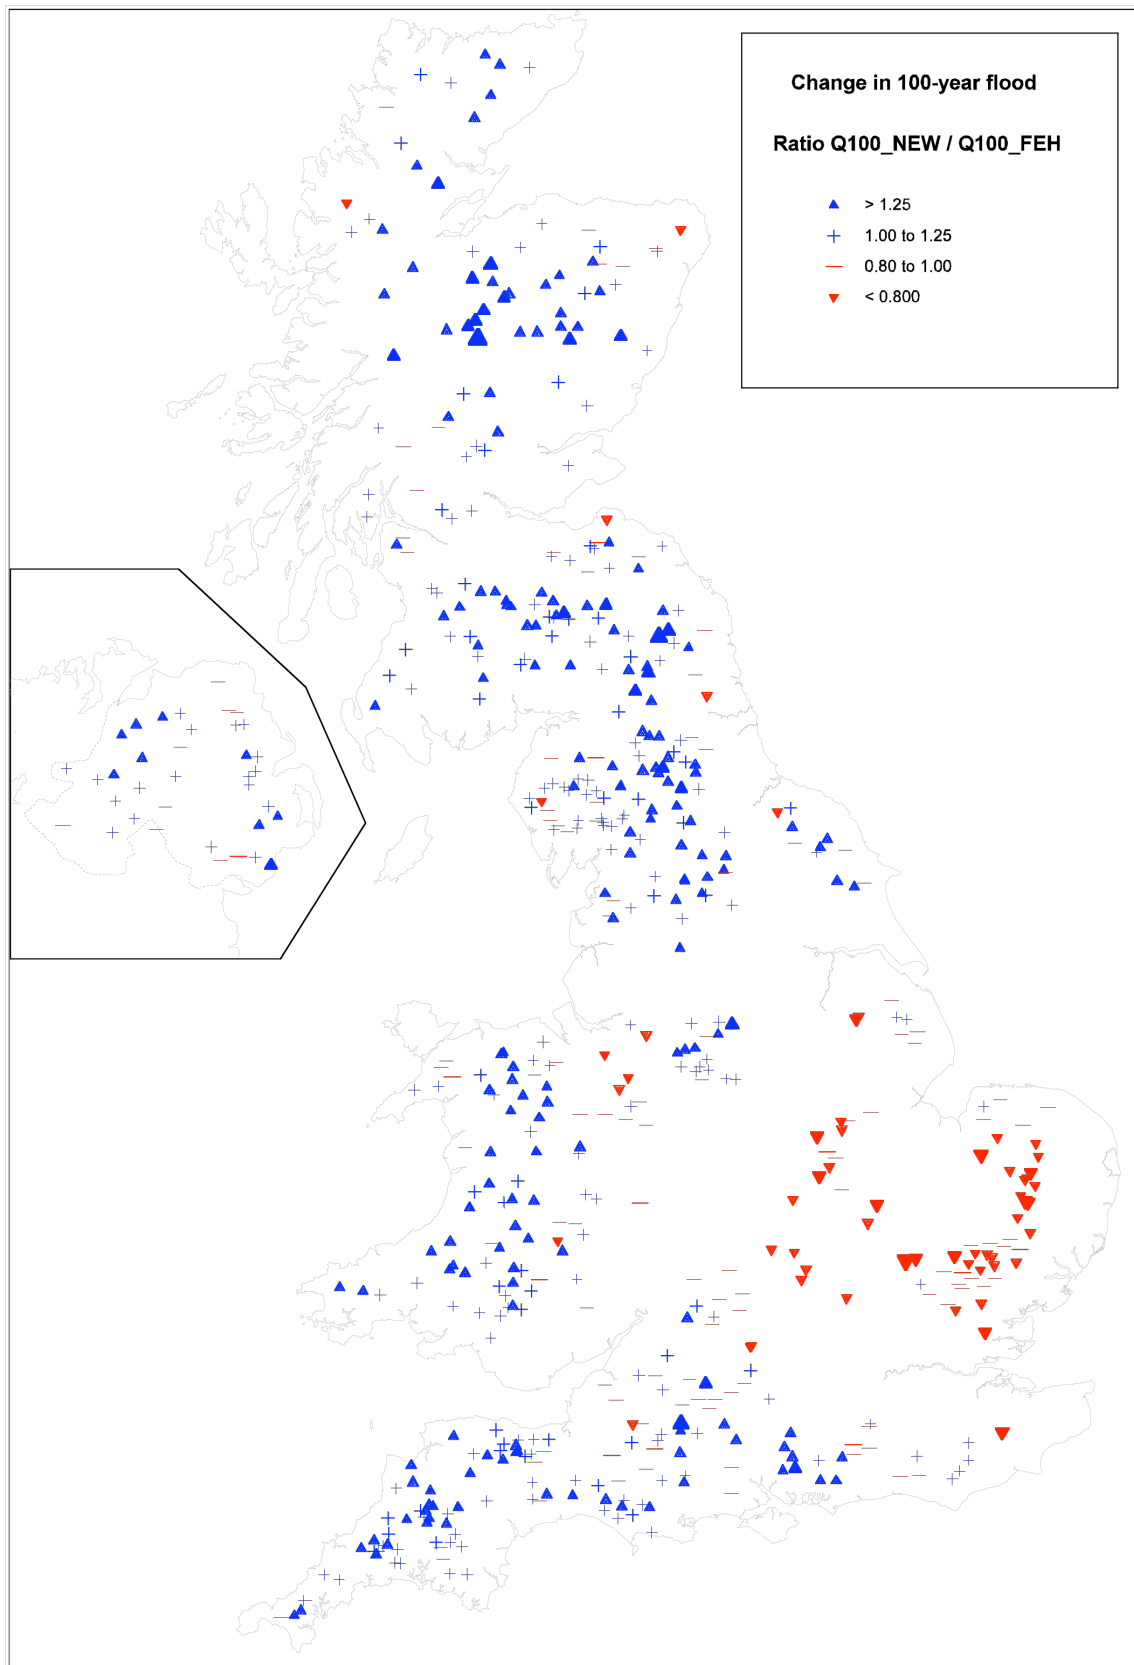 Change in 100-year flood
Ratio Q100_NEW / Q100_FEH
> 1.25
1.00 to 1.25
0.80 to 1.00
< 0.800